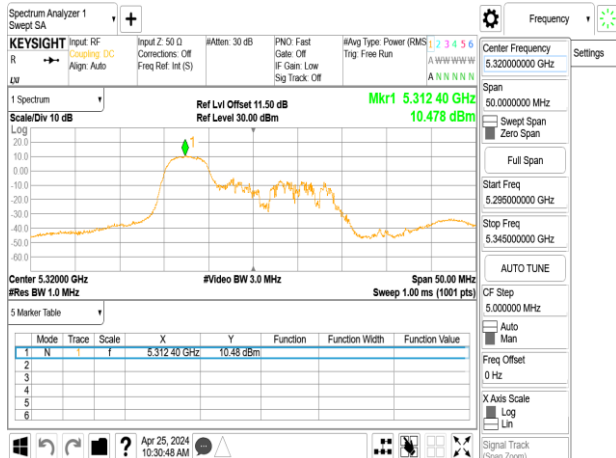 Spectrum Analyzer 1
Swept SA
KEYSIGHT
R
Input: RF
Coupling: DC
Align: Auto
Input Z: 50 Ω
Corrections: Off
Freq Ref: Int (S)
#Atten: 30 dB
PNO: Fast
Gate: Off
IF Gain: Low
Sig Track: Off
#Avg Type: Power (RMS
Trig: Free Run
1 2 3 4 5 6
A W W W W W
A N N N N N
LXI
1 Spectrum
Scale/Div 10 dB
Ref Lvl Offset 11.50 dB
Ref Level 30.00 dBm
Mkr1 5.312 40 GHz
10.478 dBm
Log
20.0
10.0
0.00
-10.0
-20.0
-30.0
-40.0
-50.0
-60.0
1
Center 5.32000 GHz
#Video BW 3.0 MHz
Span 50.00 MHz
#Res BW 1.0 MHz
Sweep 1.00 ms (1001 pts)
5 Marker Table
Mode Trace Scale X Y Function Function Width Function Value
1 N 1 f 5.312 40 GHz 10.48 dBm
2
3
4
5
6
Apr 25, 2024
10:30:48 AM
Frequency
Settings
Center Frequency
5.320000000 GHz
Span
50.0000000 MHz
Swept Span
Zero Span
Full Span
Start Freq
5.295000000 GHz
Stop Freq
5.345000000 GHz
AUTO TUNE
CF Step
5.000000 MHz
Auto
Man
Freq Offset
0 Hz
X Axis Scale
Log
Lin
Signal Track
(Span Zoom)